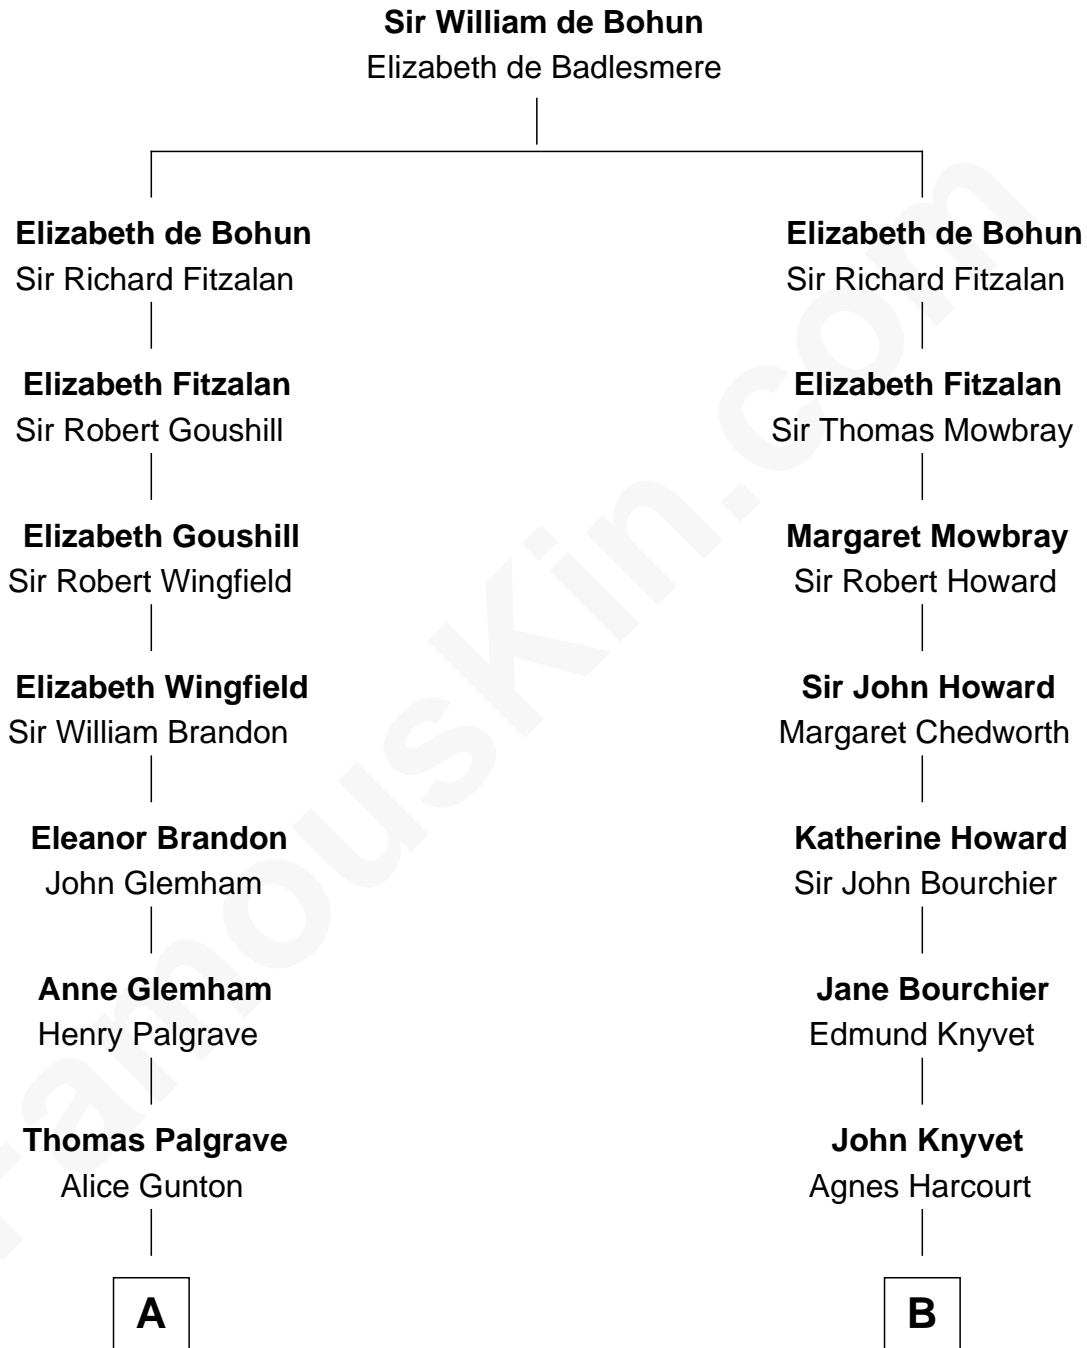 Sir William de Bohun
Elizabeth de Badlesmere
Elizabeth de Bohun
Sir Richard Fitzalan
Elizabeth Fitzalan
Sir Robert Goushill
Elizabeth Goushill
Sir Robert Wingfield
Elizabeth Wingfield
Sir William Brandon
Eleanor Brandon
John Glemham
Anne Glemham
Henry Palgrave
Thomas Palgrave
Alice Gunton
A
Elizabeth de Bohun
Sir Richard Fitzalan
Elizabeth Fitzalan
Sir Thomas Mowbray
Margaret Mowbray
Sir Robert Howard
Sir John Howard
Margaret Chedworth
Katherine Howard
Sir John Bourchier
Jane Bourchier
Edmund Knyvet
John Knyvet
Agnes Harcourt
B
FamousKin.com